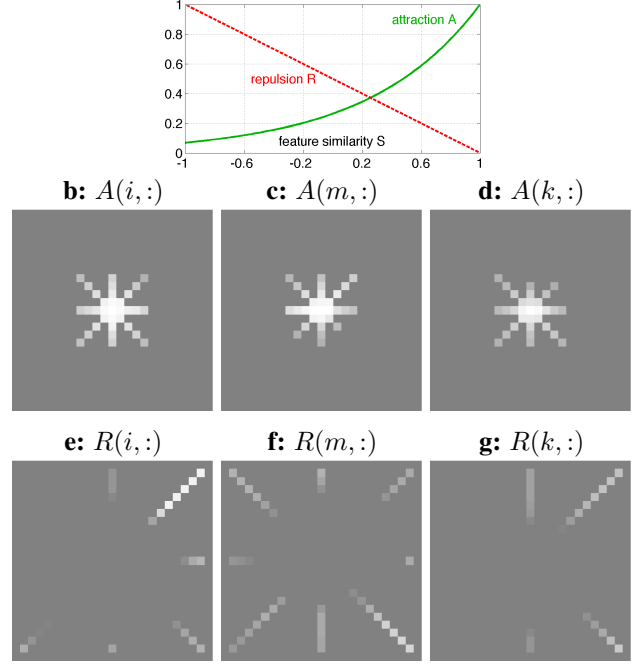 1
attraction A
0.8
0.6
repulsion R
0.4
0.2
feature similarity S
0
-1 -0.6 -0.2 0.2 0.6 1
b: A(i, :) c: A(m, :) d: A(k, :)
e: R(i, :) f: R(m, :) g: R(k, :)